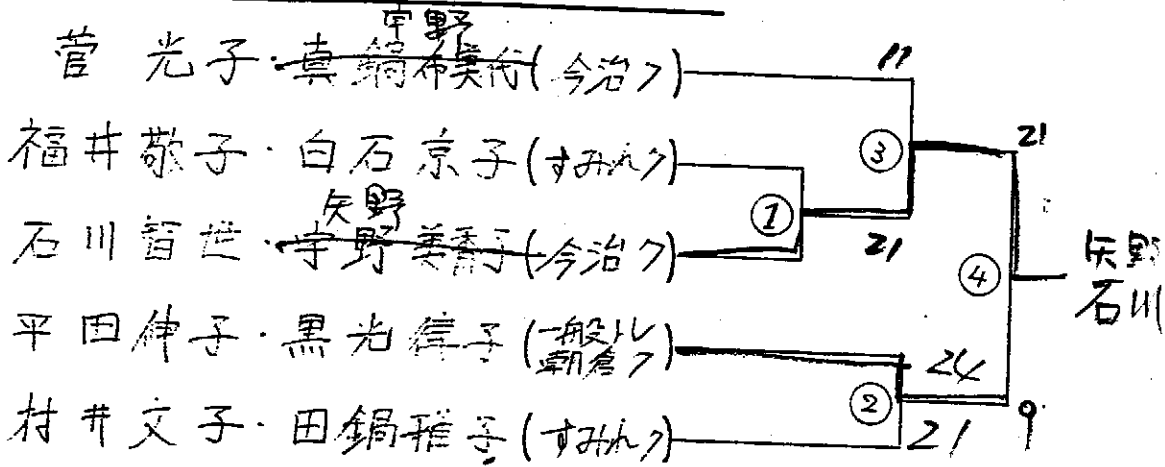 宇野
菅 光子・真鍋布美代(今治ク) 11
福井敬子・白石京子(すみれク) ③ 21
矢野 ①
石川智世・宇野美香子(今治ク) 21 ④ 矢野
石川
平田伸子・黒光偉子(一般トレ
朝倉ク) 24
② 9
村井文子・田鍋雅子(すみれク) 21